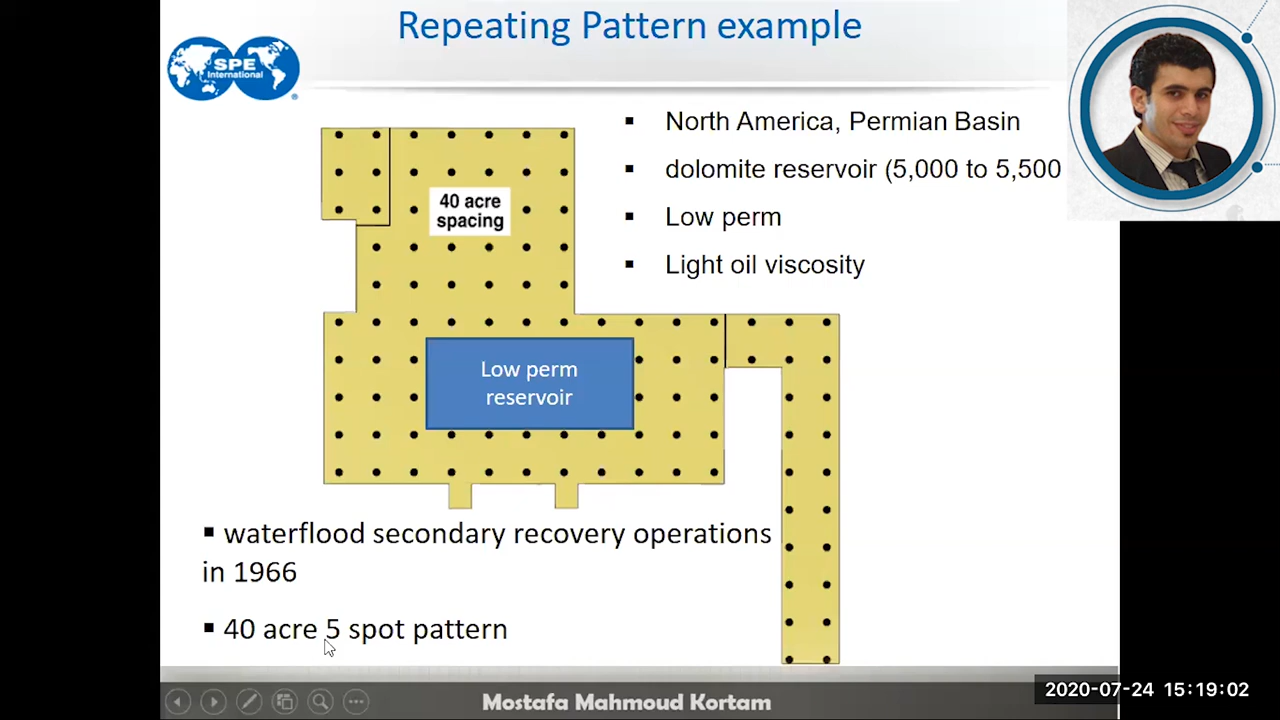 Repeating Pattern example
SPE
International
®
▪ North America, Permian Basin
▪ dolomite reservoir (5,000 to 5,500
▪ Low perm
▪ Light oil viscosity
40 acre
spacing
Low perm
reservoir
▪ waterflood secondary recovery operations
in 1966
▪ 40 acre 5 spot pattern
Mostafa Mahmoud Kortam
2020-07-24 15:19:02